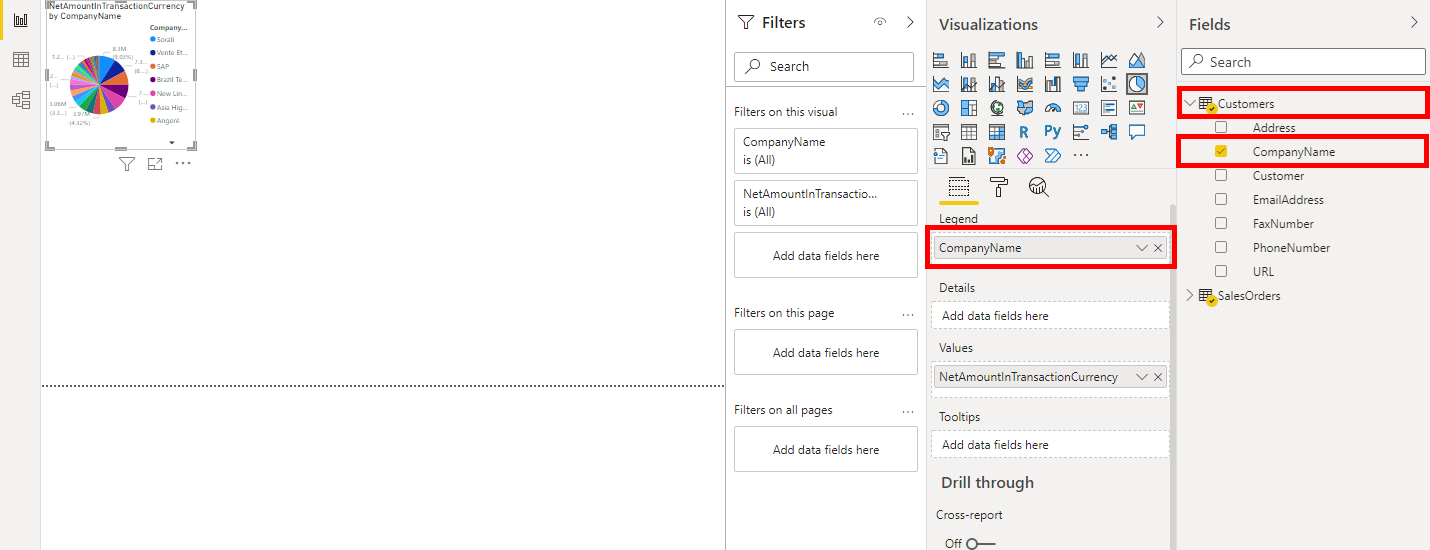 NetAmountInTransactionCurrency
by CompanyName
Company...
Sorali
Vente Et...
SAP
Brazil Te...
New Lin...
Asia Hig...
Angeré
8.3M
(9.03%)
7.3...
(8...
3.97M
(4.32%)
3.06M
(3.3...
1.2... (...)
Filters
Search
Filters on this visual
...
CompanyName
is (All)
NetAmountInTransactio...
is (All)
Add data fields here
Filters on this page
...
Add data fields here
Filters on all pages
...
Add data fields here
Visualizations
123
R
Py
...
Legend
CompanyName
Details
Add data fields here
Values
NetAmountInTransactionCurrency
Tooltips
Add data fields here
Drill through
Cross-report
Off
Fields
Search
Customers
Address
CompanyName
Customer
EmailAddress
FaxNumber
PhoneNumber
URL
SalesOrders